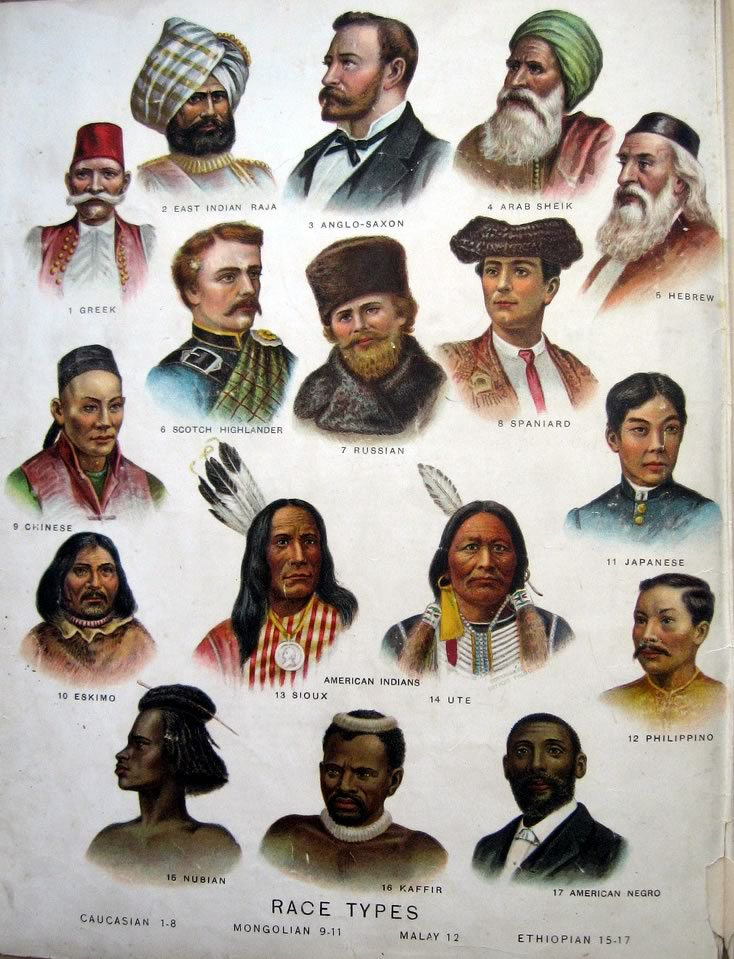 2 EAST INDIAN RAJA
3 ANGLO-SAXON
4 ARAB SHEIK
1 GREEK
5 HEBREW
6 SCOTCH HIGHLANDER
7 RUSSIAN
8 SPANIARD
9 CHINESE
11 JAPANESE
10 ESKIMO
AMERICAN INDIANS
13 SIOUX
14 UTE
12 PHILIPPINO
15 NUBIAN
16 KAFFIR
17 AMERICAN NEGRO
RACE TYPES
CAUCASIAN 1-8
MONGOLIAN 9-11
MALAY 12
ETHIOPIAN 15-17